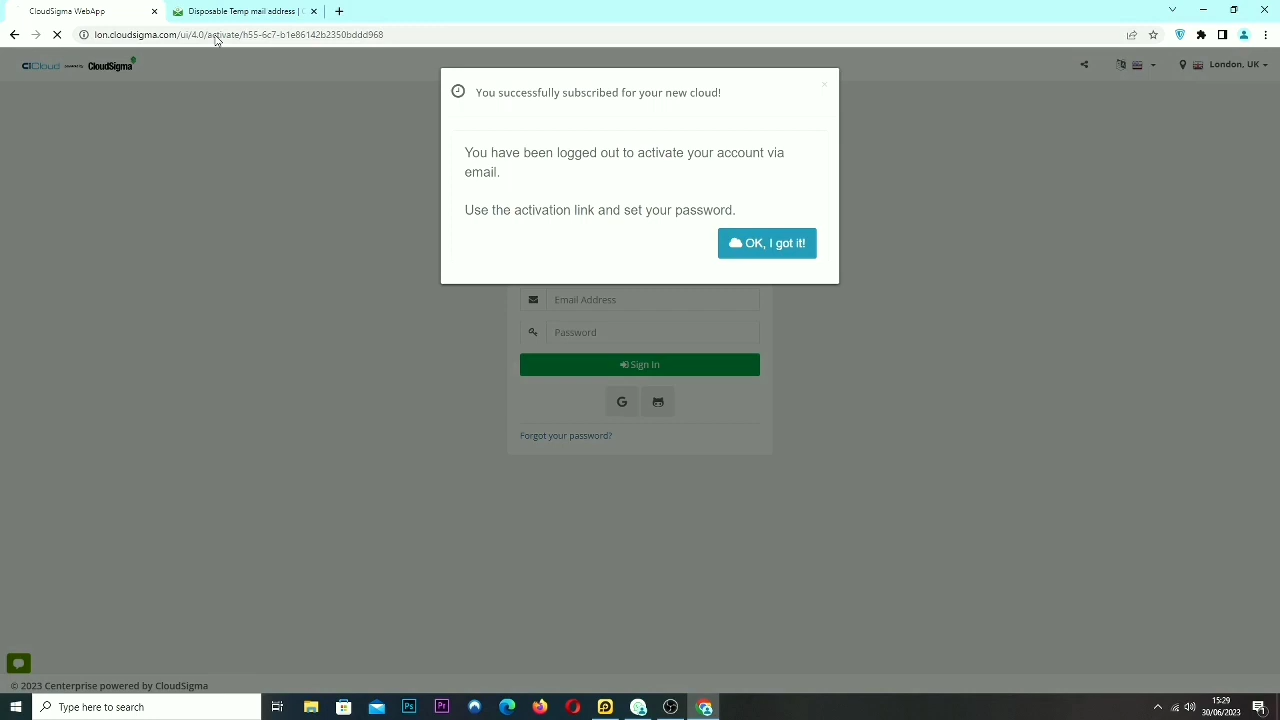 CloudSigma WebApp
Disposable Temp mail address |
lon.cloudsigma.com/ui/4.0/activate/h55-6c7-b1e86142b2350bddd968
CiCloud
CloudSigma
London, UK
You successfully subscribed for your new cloud!
You have been logged out to activate your account via
email.
Use the activation link and set your password.
OK, I got it!
Email Address
Password
Sign In
Forgot your password?
© 2023 Centerprise powered by CloudSigma
Type here to search
15:29
20/06/2023